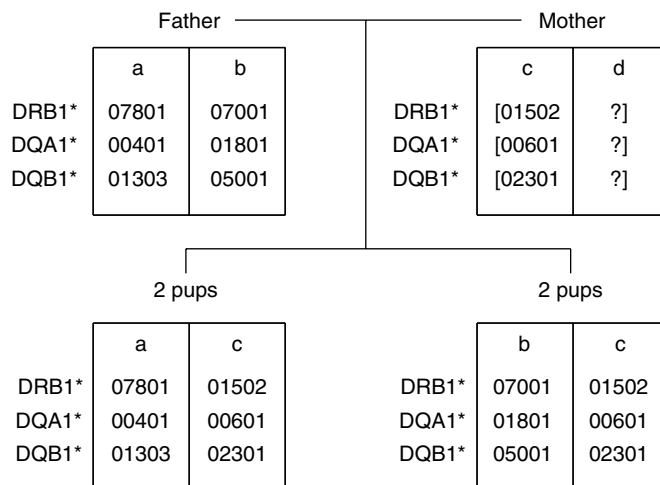 Father Mother
a b c d
DRB1* 07801 07001 DRB1* [01502 ?]
DQA1* 00401 01801 DQA1* [00601 ?]
DQB1* 01303 05001 DQB1* [02301 ?]
2 pups 2 pups
a c b c
DRB1* 07801 01502 DRB1* 07001 01502
DQA1* 00401 00601 DQA1* 01801 00601
DQB1* 01303 02301 DQB1* 05001 02301